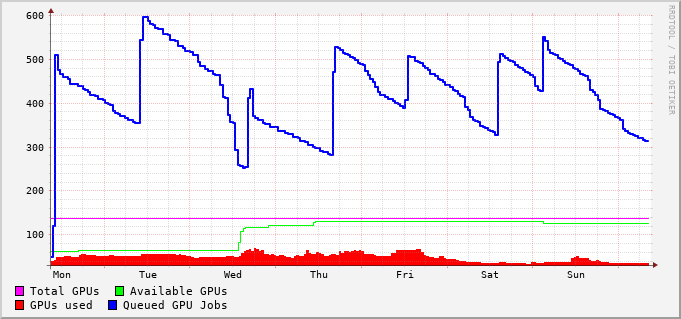 600
500
400
300
200
100
Mon Tue Wed Thu Fri Sat Sun
Total GPUs Available GPUs
GPUs used Queued GPU Jobs
RRDTOOL / TOBI OETIKER